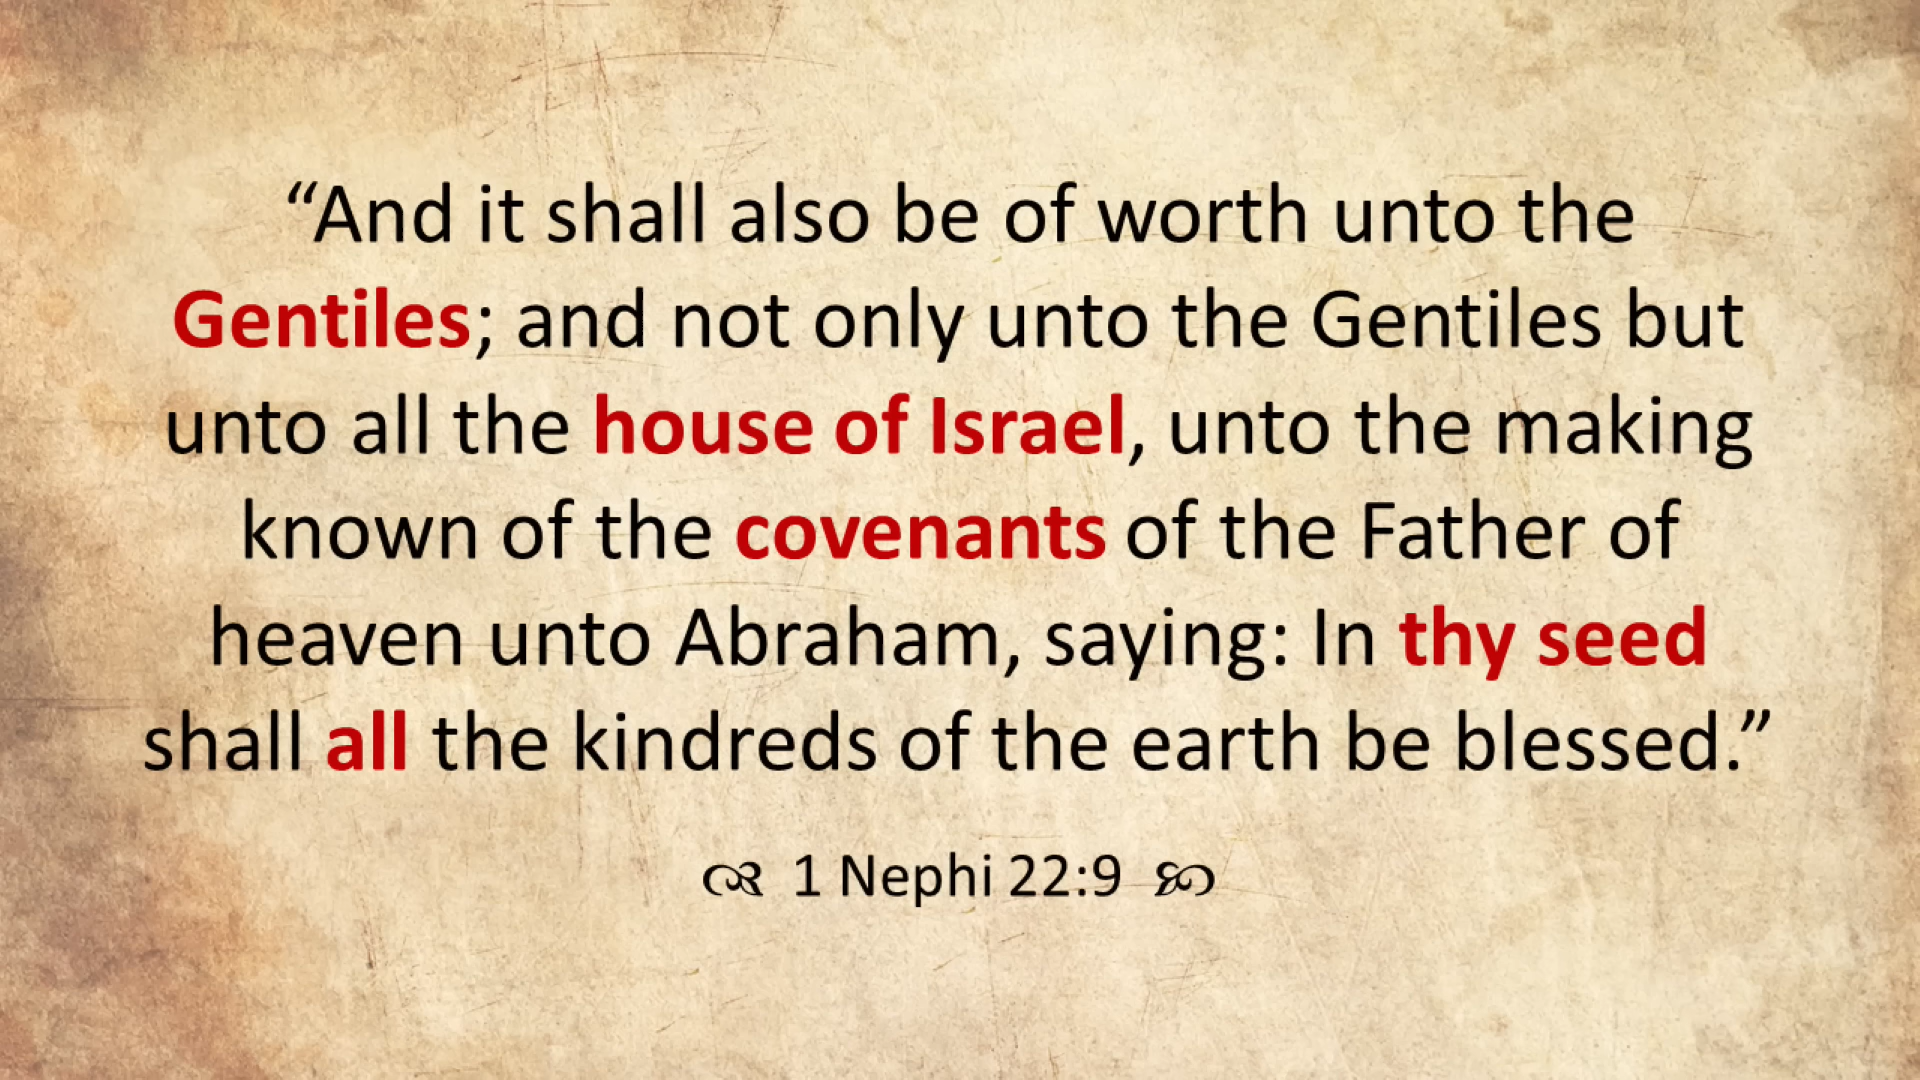 “And it shall also be of worth unto the
Gentiles; and not only unto the Gentiles but
unto all the house of Israel, unto the making
known of the covenants of the Father of
heaven unto Abraham, saying: In thy seed
shall all the kindreds of the earth be blessed.”
1 Nephi 22:9